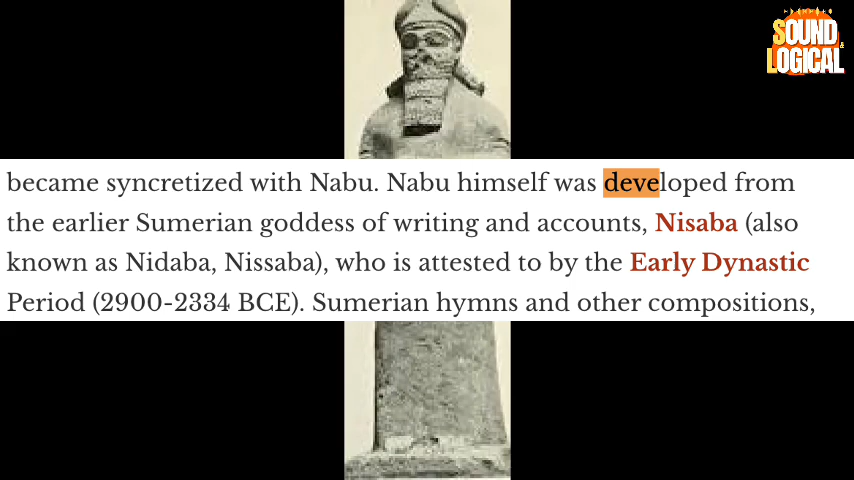 SOUND
&
LOGICAL
became syncretized with Nabu. Nabu himself was developed from
the earlier Sumerian goddess of writing and accounts, Nisaba (also
known as Nidaba, Nissaba), who is attested to by the Early Dynastic
Period (2900-2334 BCE). Sumerian hymns and other compositions,